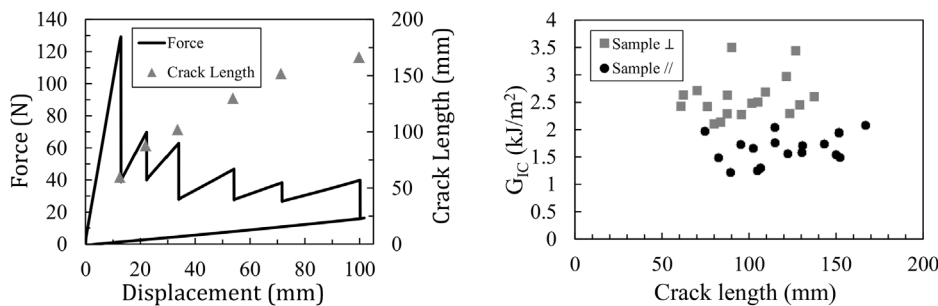 140
120
100
80
60
40
20
0
Force (N)
0 20 40 60 80 100
Displacement (mm)
200
150
100
50
0
Crack Length (mm)
Force
Crack Length
4
3.5
3
2.5
2
1.5
1
0.5
0
G_IC (kJ/m²)
0 50 100 150 200
Crack length (mm)
Sample ⊥
Sample //